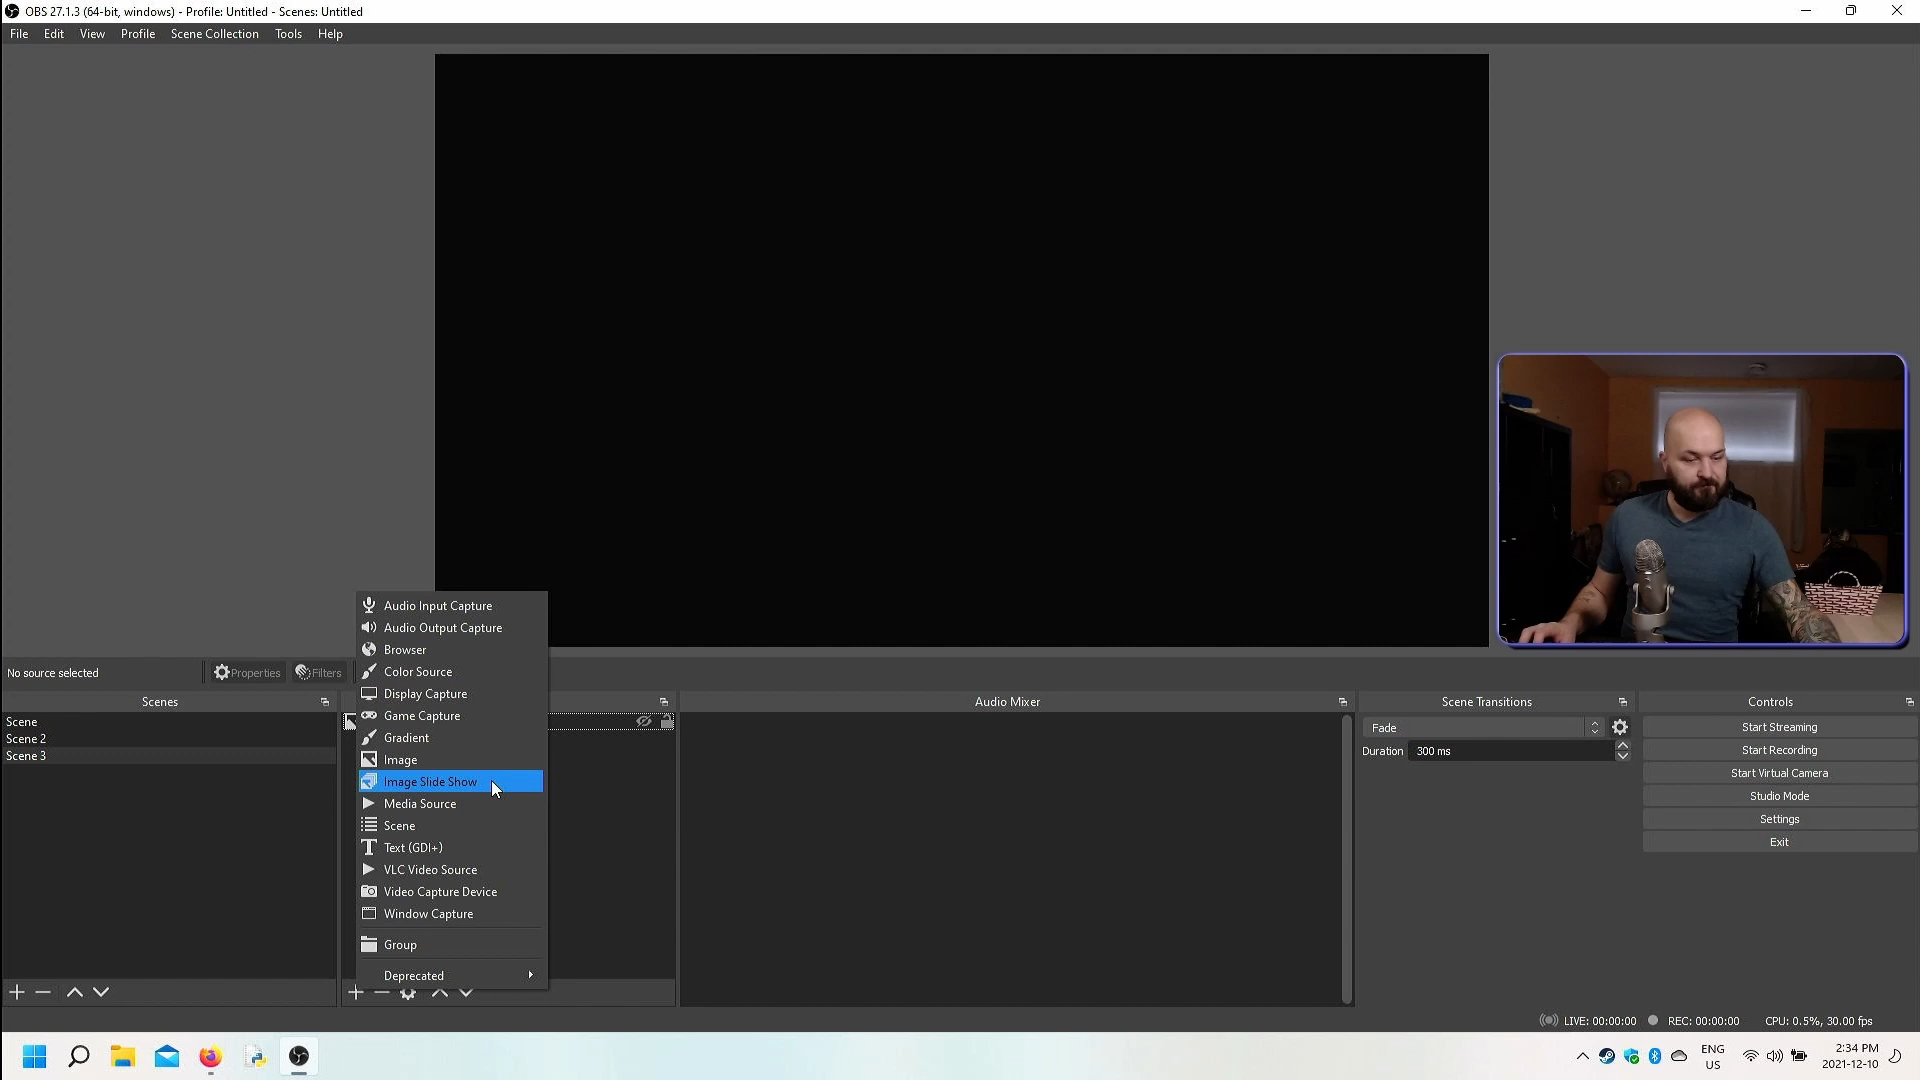 OBS 27.1.3 (64-bit, windows) - Profile: Untitled - Scenes: Untitled
File Edit View Profile Scene Collection Tools Help
Audio Input Capture
Audio Output Capture
Browser
Color Source
Display Capture
Game Capture
Gradient
Image
Image Slide Show
Media Source
Scene
Text (GDI+)
VLC Video Source
Video Capture Device
Window Capture
Group
Deprecated
No source selected
Properties
Filters
Scenes
Scene
Scene 2
Scene 3
Audio Mixer
Scene Transitions
Fade
Duration 300 ms
Controls
Start Streaming
Start Recording
Start Virtual Camera
Studio Mode
Settings
Exit
LIVE: 00:00:00 REC: 00:00:00 CPU: 0.5%, 30.00 fps
ENG
US
2:34 PM
2021-12-10